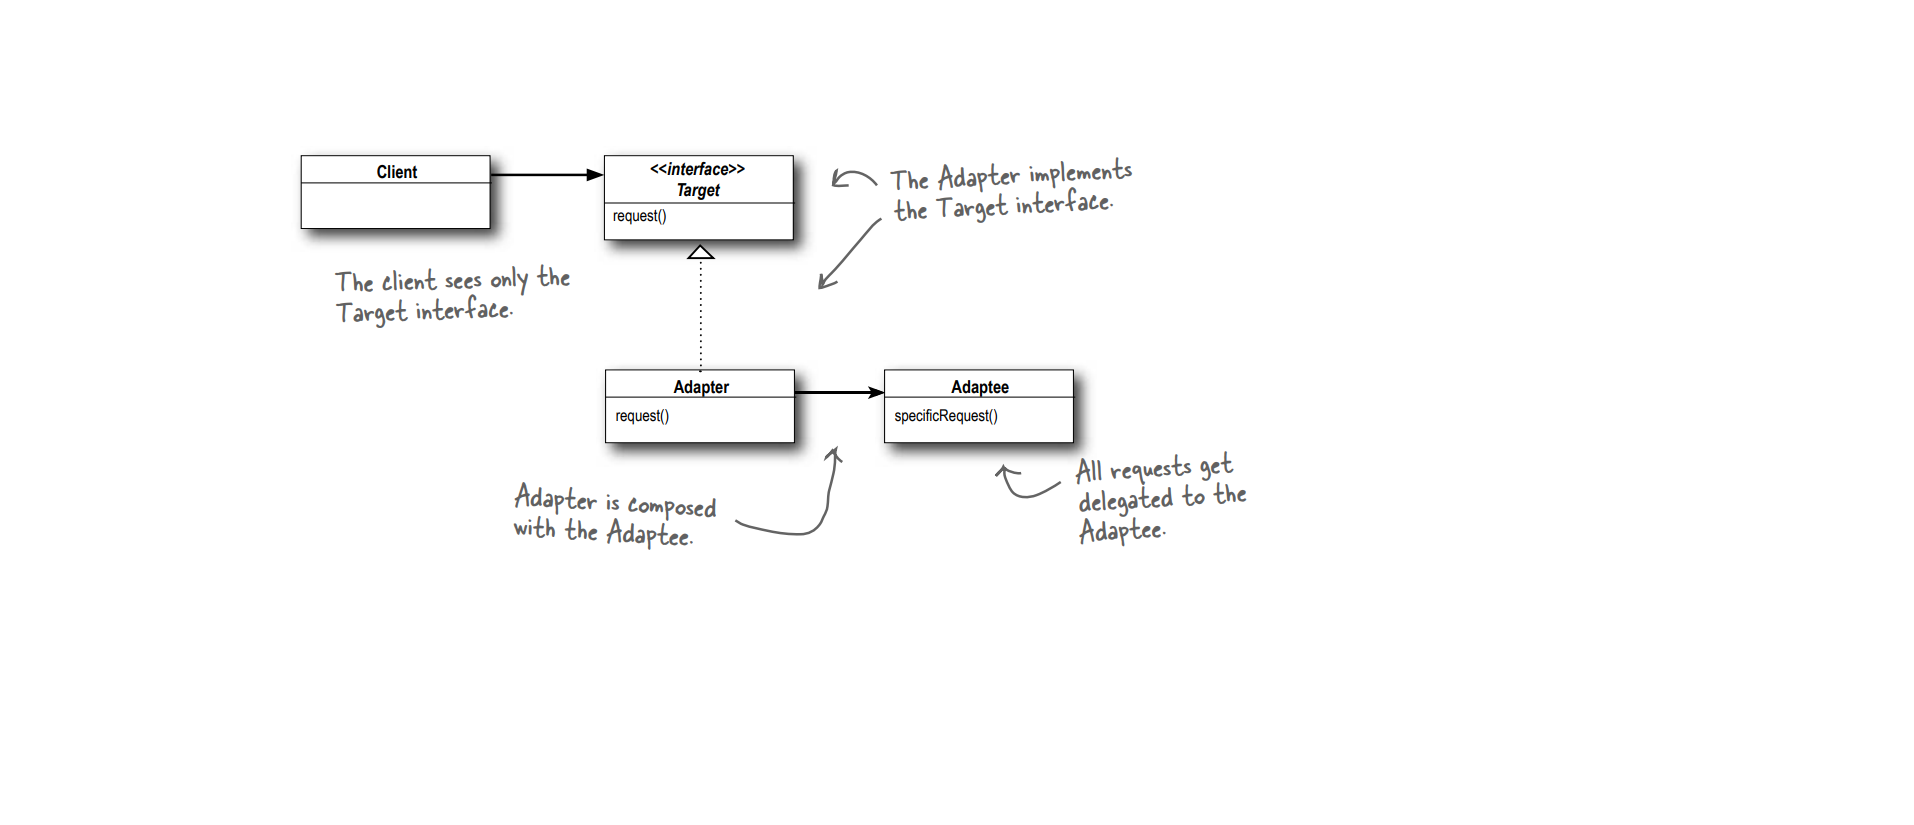 Client
<<interface>>
Target
request()
The Adapter implements
the Target interface.
The client sees only the
Target interface.
Adapter
request()
Adaptee
specificRequest()
Adapter is composed
with the Adaptee.
All requests get
delegated to the
Adaptee.